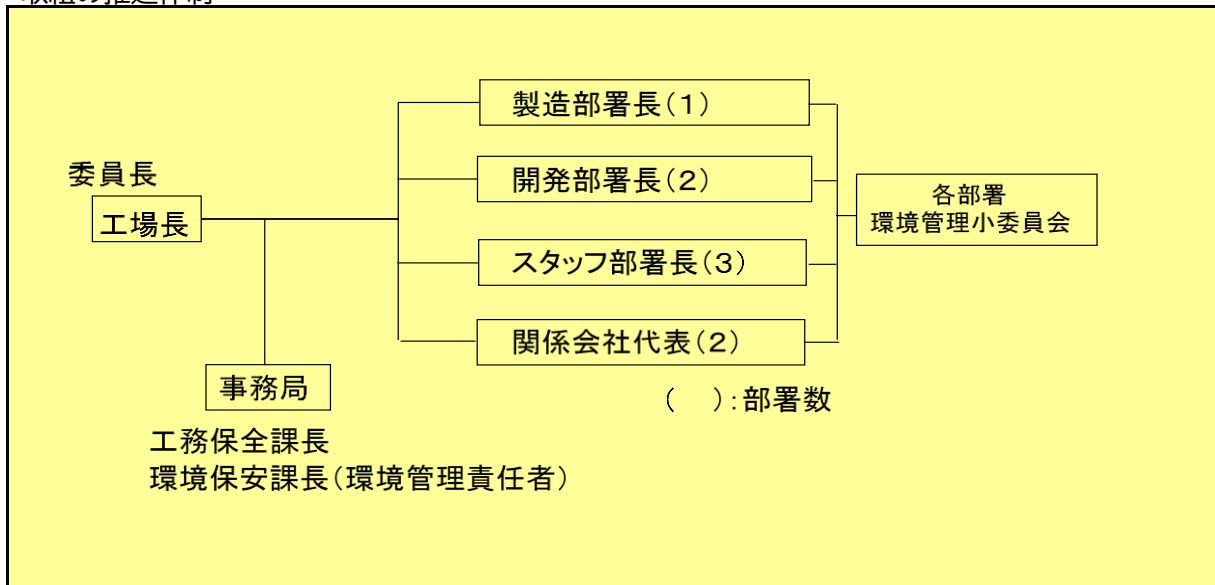 製造部署長(1)
委員長
開発部署長(2)
各部署
環境管理小委員会
工場長
スタッフ部署長(3)
関係会社代表(2)
事務局
(　):部署数
工務保全課長
環境保安課長(環境管理責任者)